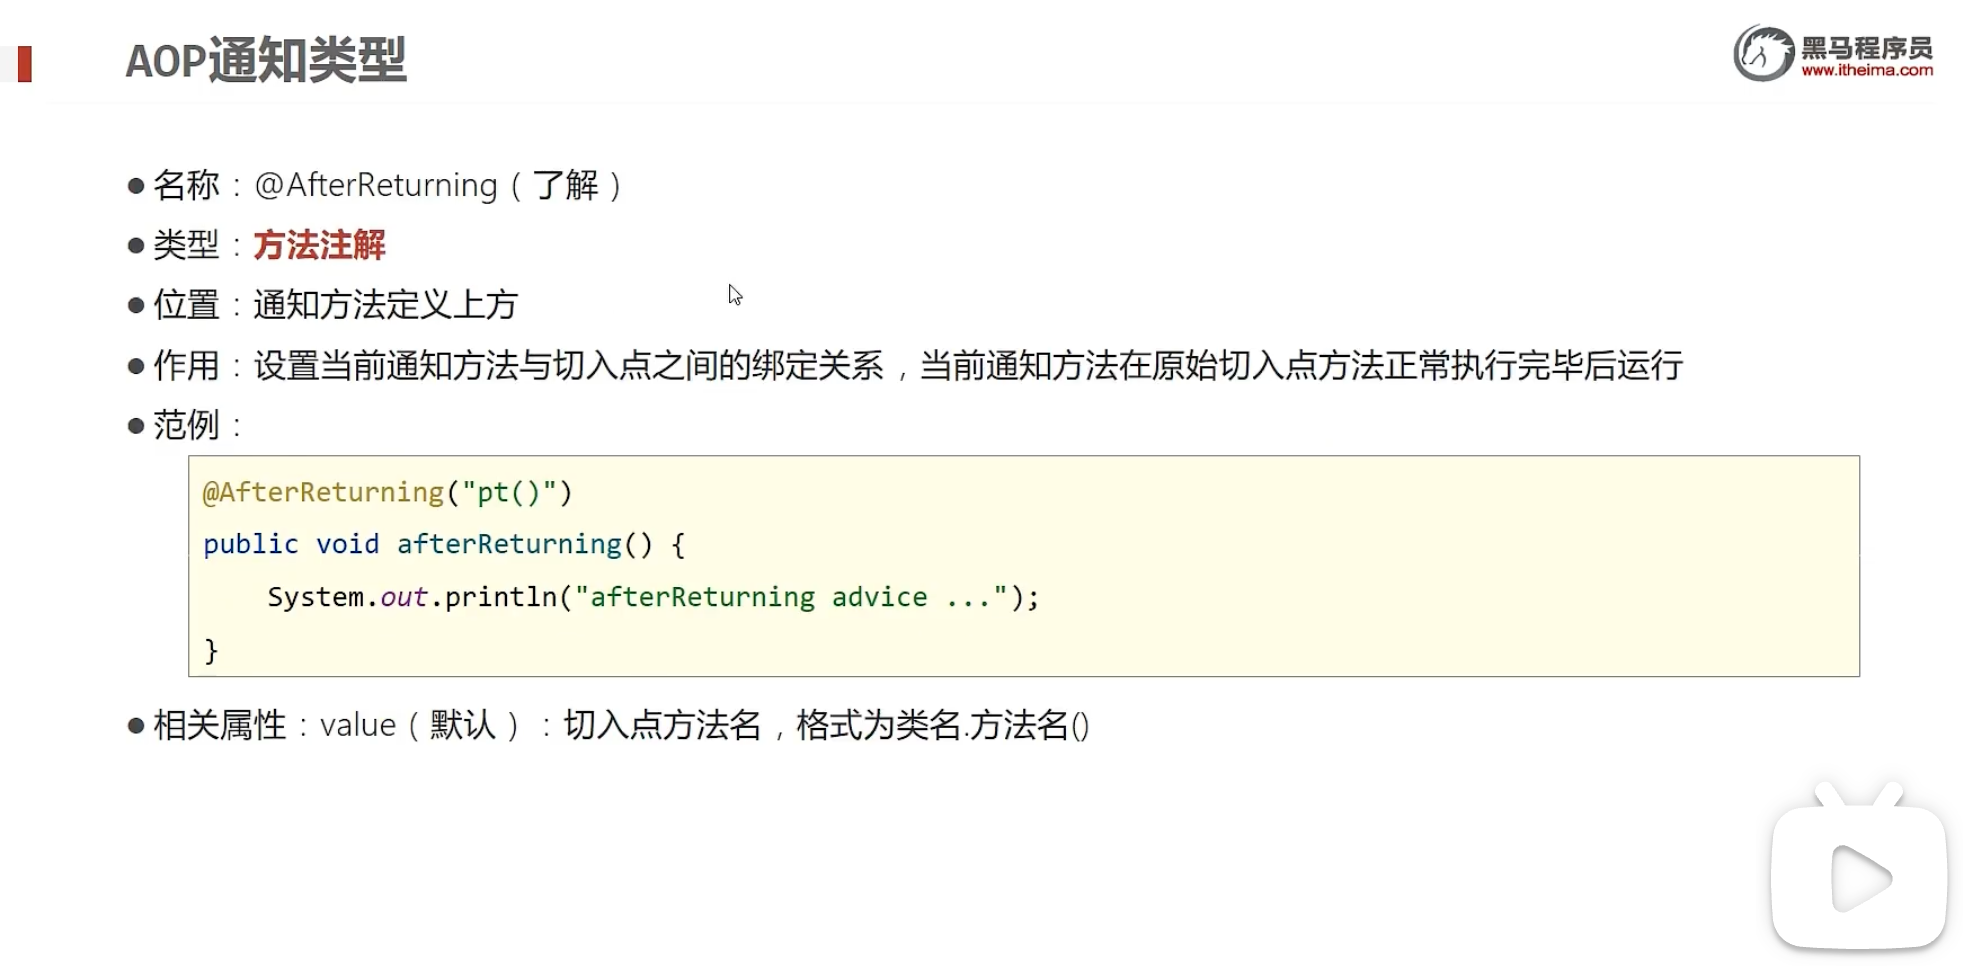 AOP通知类型
黑马程序员
www.itheima.com
● 名称：@AfterReturning（了解）
● 类型：方法注解
● 位置：通知方法定义上方
● 作用：设置当前通知方法与切入点之间的绑定关系，当前通知方法在原始切入点方法正常执行完毕后运行
● 范例：
@AfterReturning("pt()")
public void afterReturning() {
    System.out.println("afterReturning advice ...");
}
● 相关属性：value（默认）：切入点方法名，格式为类名.方法名()